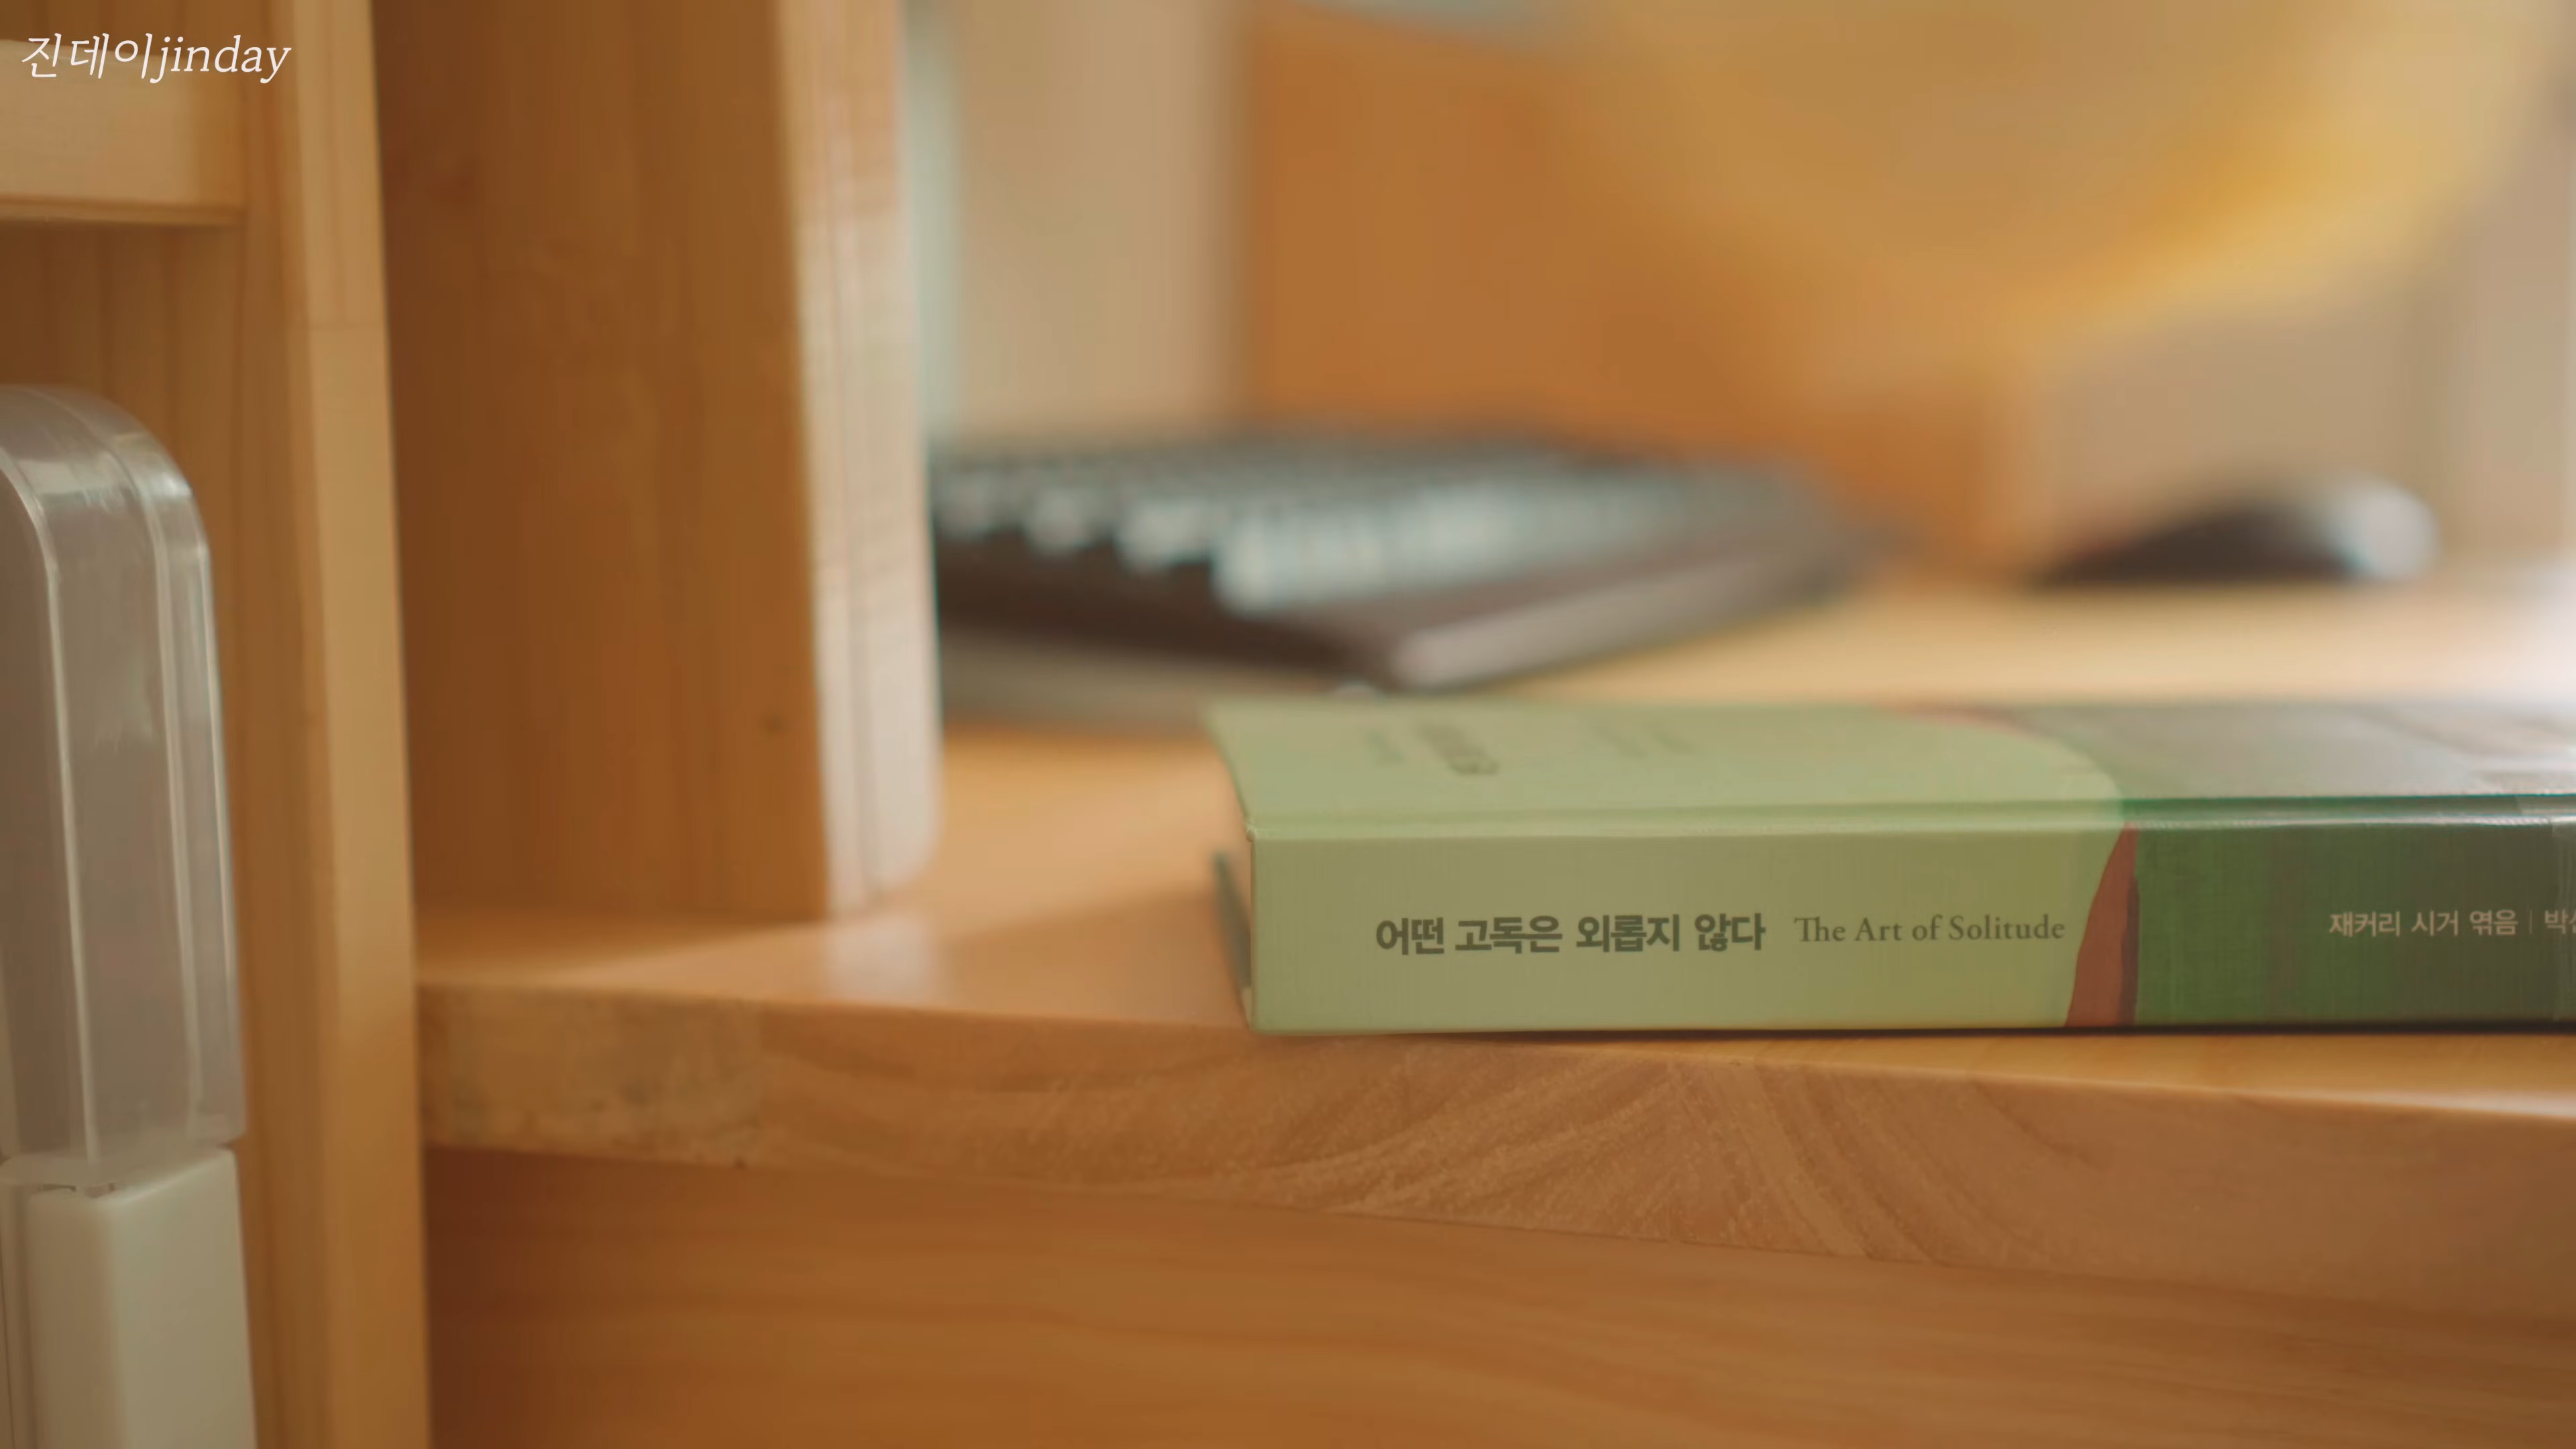 진데이jinday
어떤 고독은 외롭지 않다 The Art of Solitude
재커리 시거 엮음 |